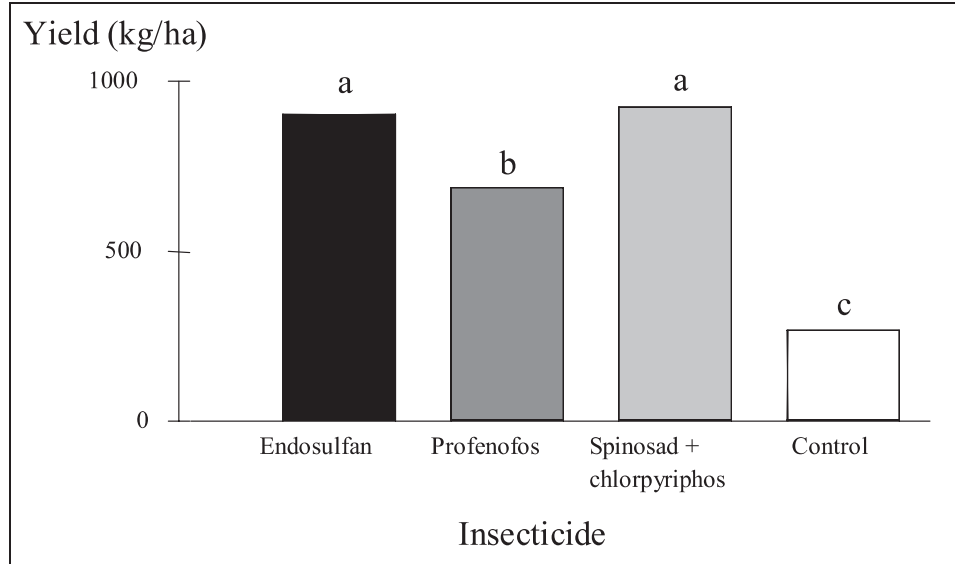 Yield (kg/ha)
1000
500
0
a
b
a
c
Endosulfan
Profenofos
Spinosad +
chlorpyriphos
Control
Insecticide